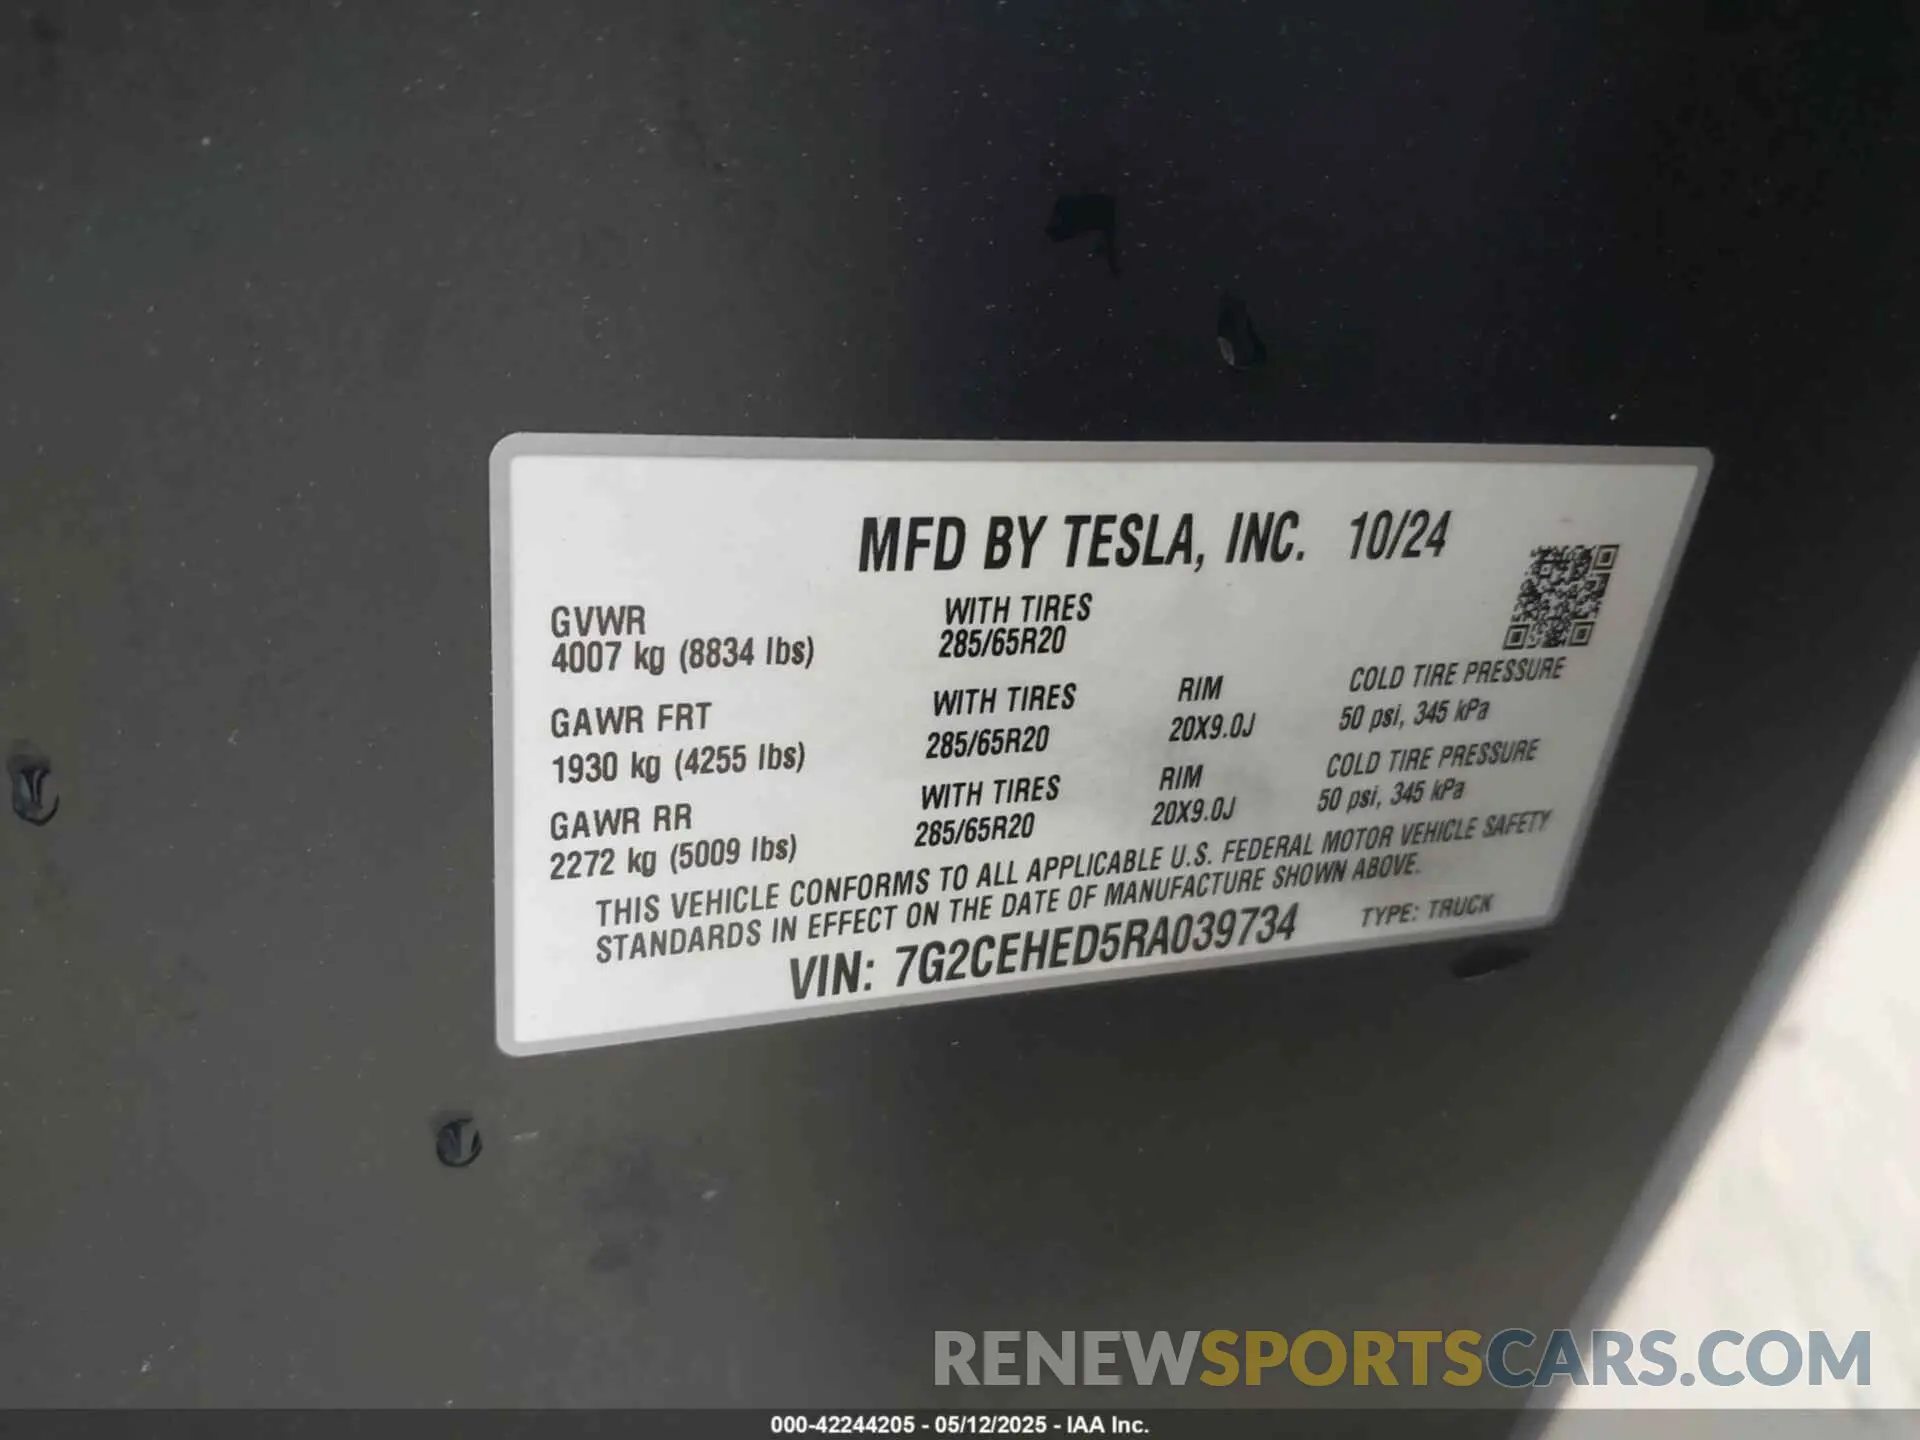 MFD BY TESLA, INC. 10/24
GVWR WITH TIRES
4007 kg (8834 lbs) 285/65R20
GAWR FRT WITH TIRES RIM COLD TIRE PRESSURE
1930 kg (4255 lbs) 285/65R20 20X9.0J 50 psi, 345 kPa
GAWR RR WITH TIRES RIM COLD TIRE PRESSURE
2272 kg (5009 lbs) 285/65R20 20X9.0J 50 psi, 345 kPa
THIS VEHICLE CONFORMS TO ALL APPLICABLE U.S. FEDERAL MOTOR VEHICLE SAFETY
STANDARDS IN EFFECT ON THE DATE OF MANUFACTURE SHOWN ABOVE.
VIN: 7G2CEHED5RA039734 TYPE: TRUCK
RENEWSPORTSCARS.COM
000-42244205 - 05/12/2025 - IAA Inc.